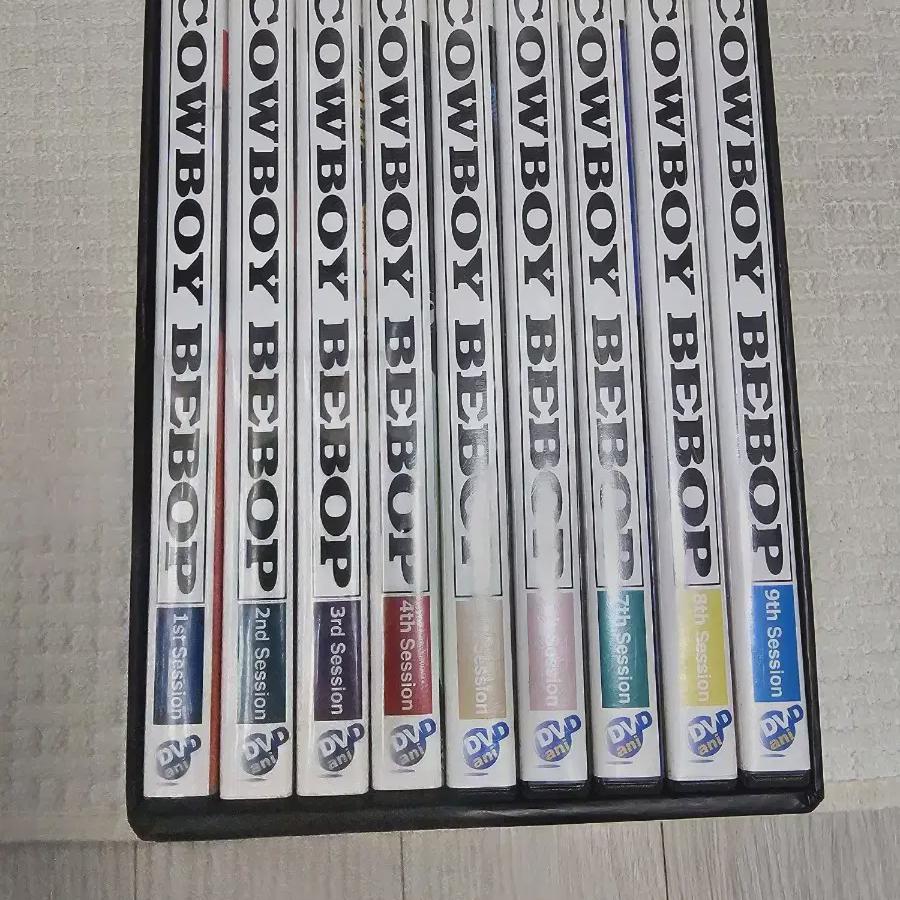 COWBOY BEBOP
1st Session
DVD ani
COWBOY BEBOP
2nd Session
DVD ani
COWBOY BEBOP
3rd Session
DVD ani
COWBOY BEBOP
4th Session
DVD ani
COWBOY BEBOP
Session
DVD ani
COWBOY BEBOP
Session
DVD ani
COWBOY BEBOP
7th Session
DVD ani
COWBOY BEBOP
8th Session
DVD ani
COWBOY BEBOP
9th Session
DVD ani